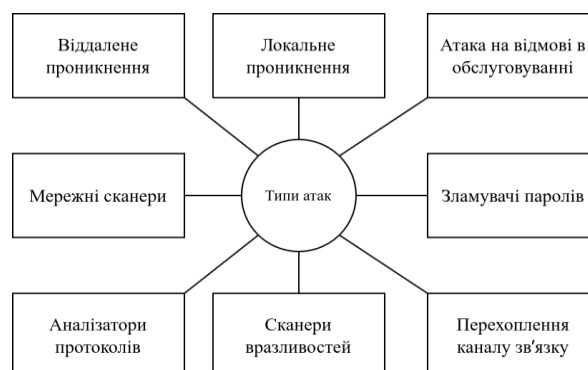 Віддалене
проникнення
Локальне
проникнення
Атака на відмові в
обслуговуванні
Мережні сканери
Типи атак
Зламувачі паролів
Аналізатори
протоколів
Сканери
вразливостей
Перехоплення
каналу зв'язку